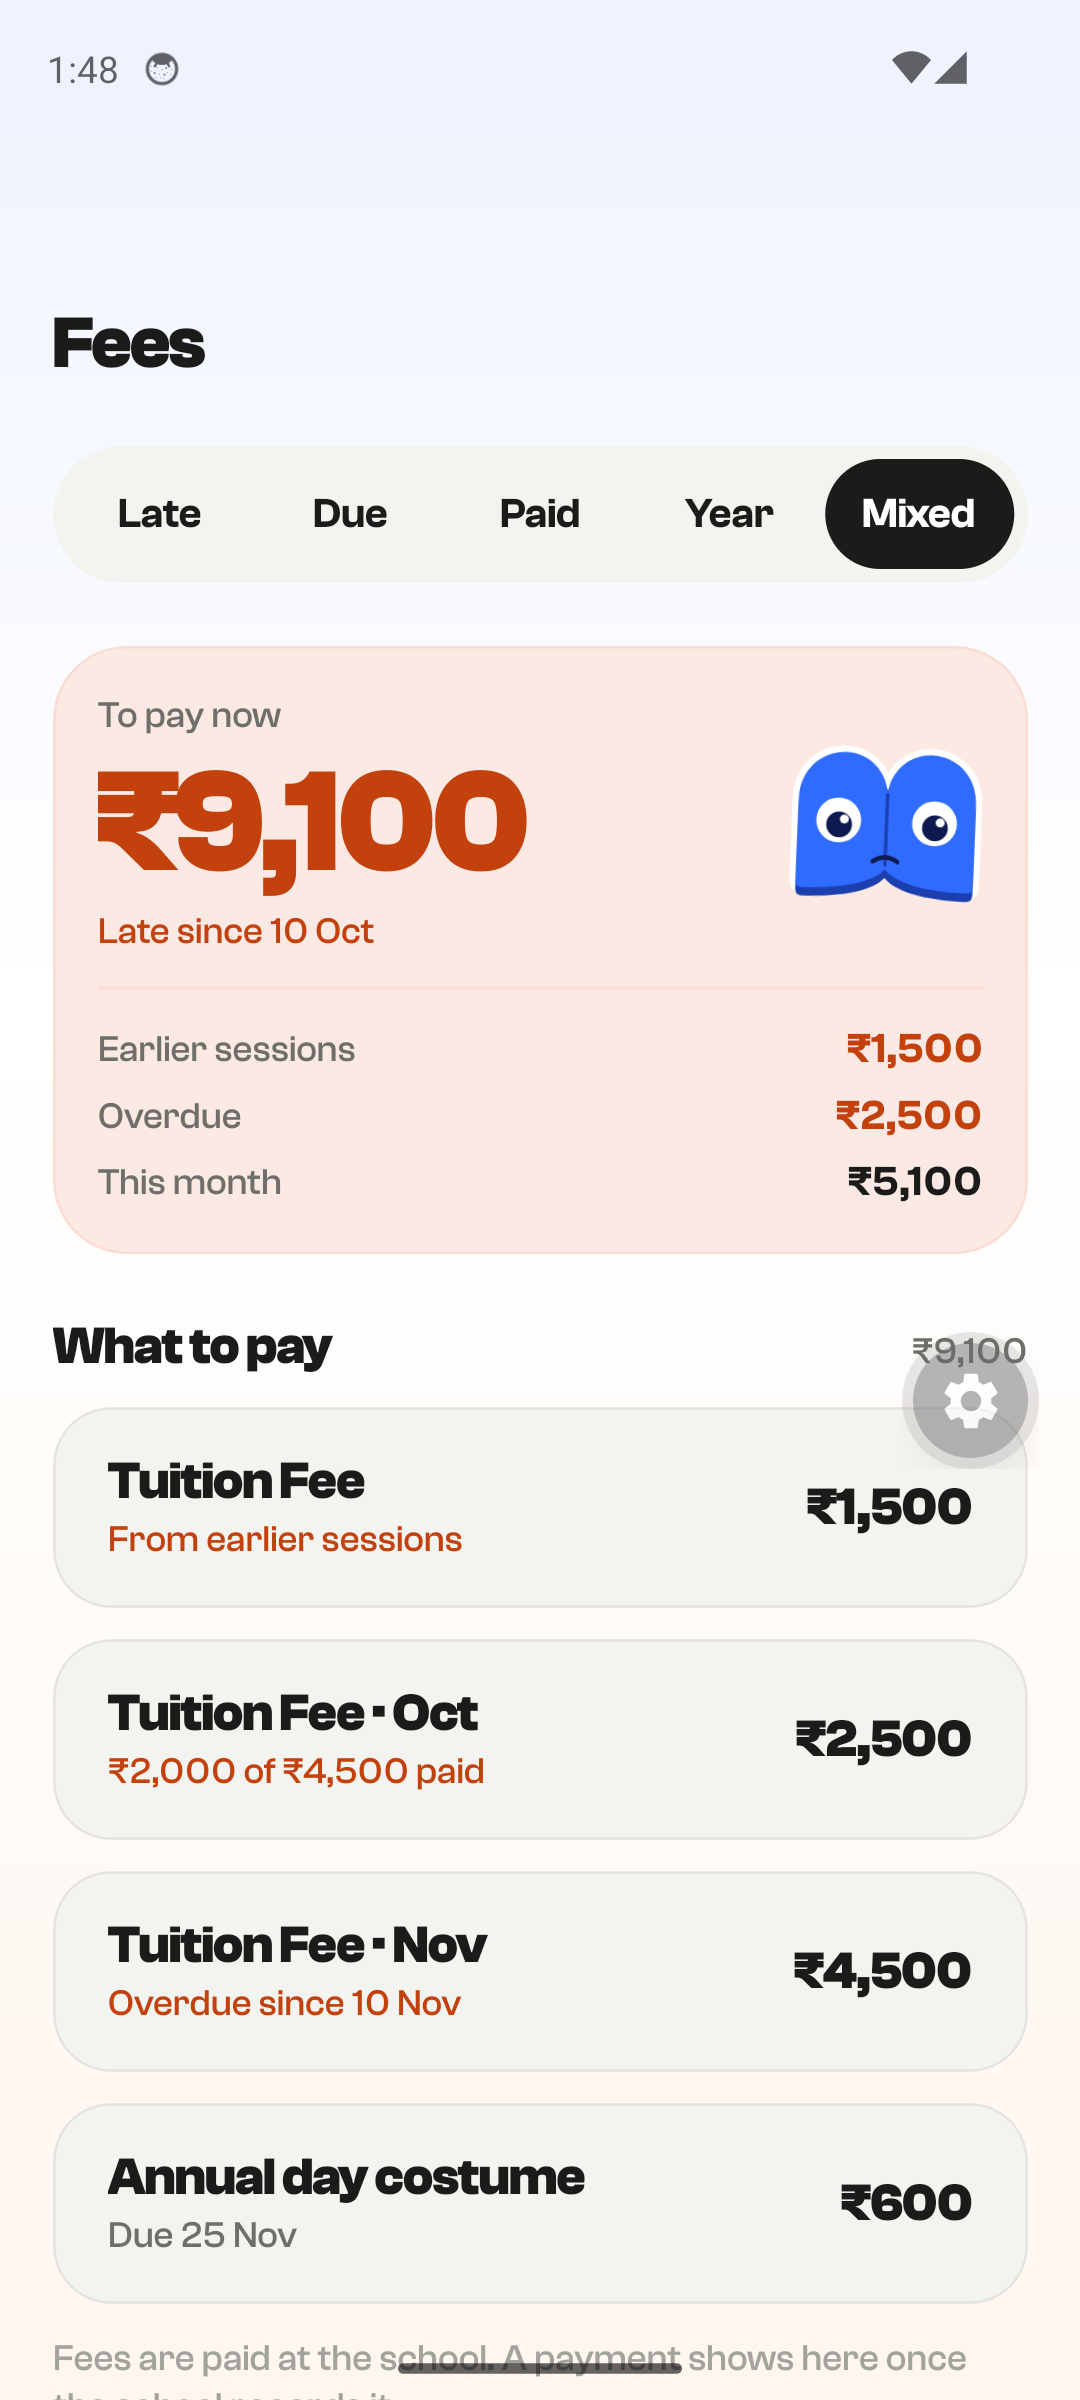 1:48
Fees
Late Due Paid Year Mixed
To pay now
₹9,100
Late since 10 Oct
Earlier sessions ₹1,500
Overdue ₹2,500
This month ₹5,100
What to pay ₹9,100
Tuition Fee
From earlier sessions
₹1,500
Tuition Fee · Oct
₹2,000 of ₹4,500 paid
₹2,500
Tuition Fee · Nov
Overdue since 10 Nov
₹4,500
Annual day costume
Due 25 Nov
₹600
Fees are paid at the school. A payment shows here once
the school records it.